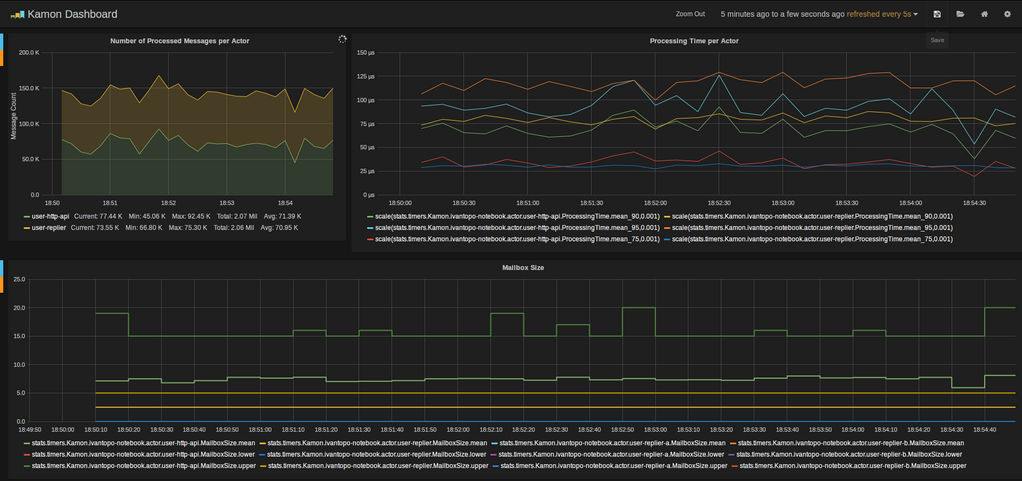 Kamon Dashboard
Zoom Out 5 minutes ago to a few seconds ago refreshed every 5s
Save
Number of Processed Messages per Actor
Message Count
200.0 K
150.0 K
100.0 K
50.0 K
0.0
18:50 18:51 18:52 18:53 18:54
user-http-api Current: 77.44 K Min: 45.06 K Max: 92.45 K Total: 2.07 Mil Avg: 71.39 K
user-replier Current: 73.55 K Min: 66.80 K Max: 75.30 K Total: 2.06 Mil Avg: 70.95 K
Processing Time per Actor
150 µs
125 µs
100 µs
75 µs
50 µs
25 µs
0 µs
18:50:00 18:50:30 18:51:00 18:51:30 18:52:00 18:52:30 18:53:00 18:53:30 18:54:00 18:54:30
scale(stats.timers.Kamon.ivantopo-notebook.actor.user-http-api.ProcessingTime.mean_90,0.001) scale(stats.timers.Kamon.ivantopo-notebook.actor.user-replier.ProcessingTime.mean_90,0.001)
scale(stats.timers.Kamon.ivantopo-notebook.actor.user-http-api.ProcessingTime.mean_95,0.001) scale(stats.timers.Kamon.ivantopo-notebook.actor.user-replier.ProcessingTime.mean_95,0.001)
scale(stats.timers.Kamon.ivantopo-notebook.actor.user-http-api.ProcessingTime.mean_75,0.001) scale(stats.timers.Kamon.ivantopo-notebook.actor.user-replier.ProcessingTime.mean_75,0.001)
Mailbox Size
25.0
20.0
15.0
10.0
5.0
0.0
18:49:50 18:50:00 18:50:10 18:50:20 18:50:30 18:50:40 18:50:50 18:51:00 18:51:10 18:51:20 18:51:30 18:51:40 18:51:50 18:52:00 18:52:10 18:52:20 18:52:30 18:52:40 18:52:50 18:53:00 18:53:10 18:53:20 18:53:30 18:53:40 18:53:50 18:54:00 18:54:10 18:54:20 18:54:30 18:54:40
stats.timers.Kamon.ivantopo-notebook.actor.user-http-api.MailboxSize.mean stats.timers.Kamon.ivantopo-notebook.actor.user-replier.MailboxSize.mean stats.timers.Kamon.ivantopo-notebook.actor.user-replier-a.MailboxSize.mean stats.timers.Kamon.ivantopo-notebook.actor.user-replier-b.MailboxSize.mean
stats.timers.Kamon.ivantopo-notebook.actor.user-http-api.MailboxSize.lower stats.timers.Kamon.ivantopo-notebook.actor.user-replier.MailboxSize.lower stats.timers.Kamon.ivantopo-notebook.actor.user-replier-a.MailboxSize.lower stats.timers.Kamon.ivantopo-notebook.actor.user-replier-b.MailboxSize.lower
stats.timers.Kamon.ivantopo-notebook.actor.user-http-api.MailboxSize.upper stats.timers.Kamon.ivantopo-notebook.actor.user-replier.MailboxSize.upper stats.timers.Kamon.ivantopo-notebook.actor.user-replier-a.MailboxSize.upper stats.timers.Kamon.ivantopo-notebook.actor.user-replier-b.MailboxSize.upper